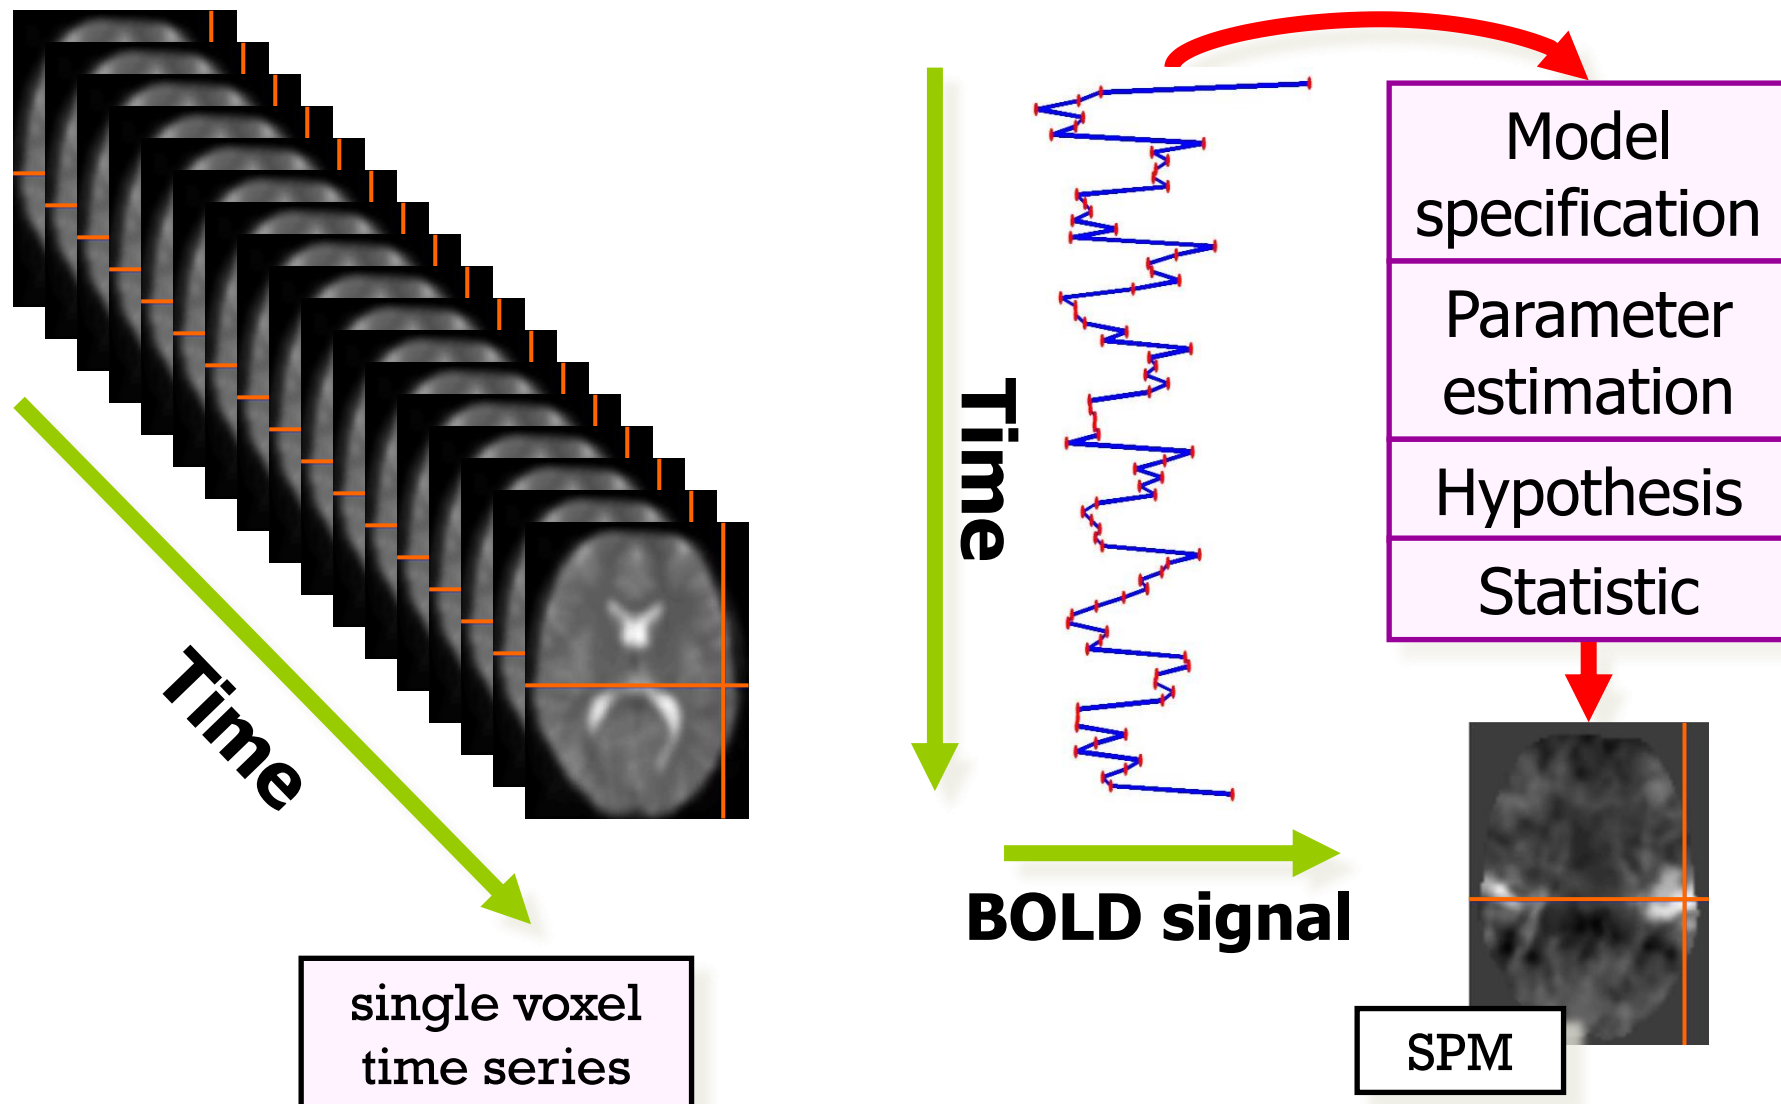 Time
single voxel
time series
Time
BOLD signal
Model
specification
Parameter
estimation
Hypothesis
Statistic
SPM